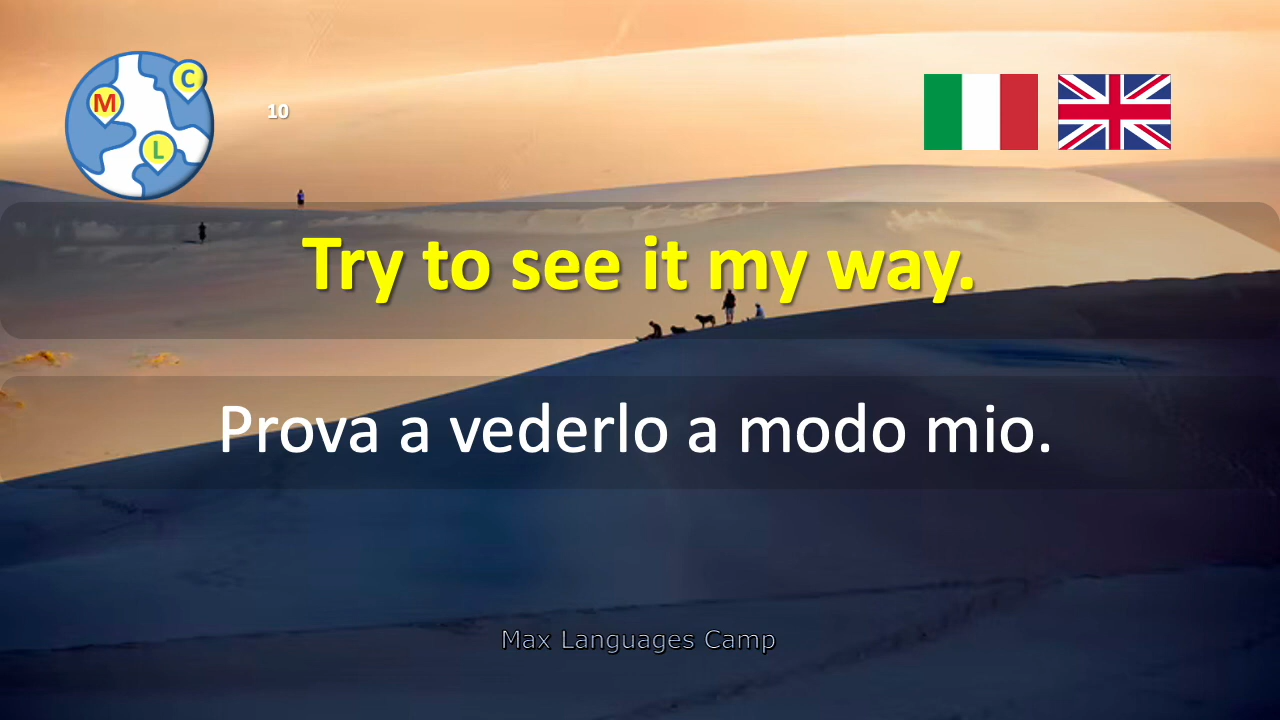 C
M
10
L
Try to see it my way.
Prova a vederlo a modo mio.
Max Languages Camp